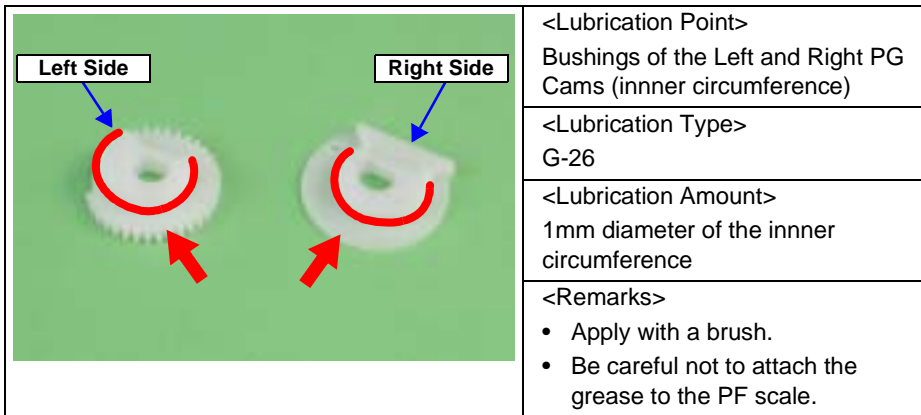 Left Side
Right Side
<Lubrication Point>
Bushings of the Left and Right PG
Cams (innner circumference)
<Lubrication Type>
G-26
<Lubrication Amount>
1mm diameter of the innner
circumference
<Remarks>
• Apply with a brush.
• Be careful not to attach the
grease to the PF scale.